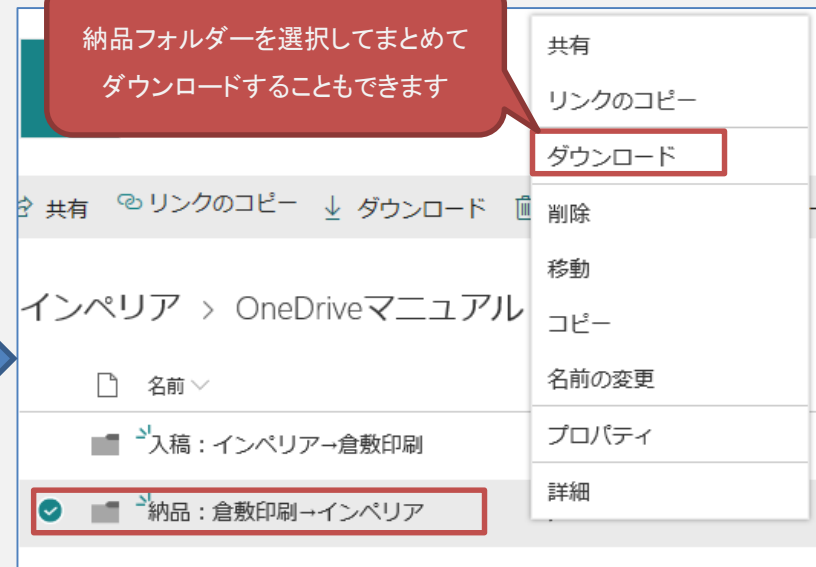 納品フォルダーを選択してまとめて
ダウンロードすることもできます
共有
リンクのコピー
ダウンロード
削除
移動
コピー
名前の変更
プロパティ
詳細
共有 リンクのコピー ダウンロード
インペリア > OneDriveマニュアル
名前
入稿：インペリア→倉敷印刷
納品：倉敷印刷→インペリア